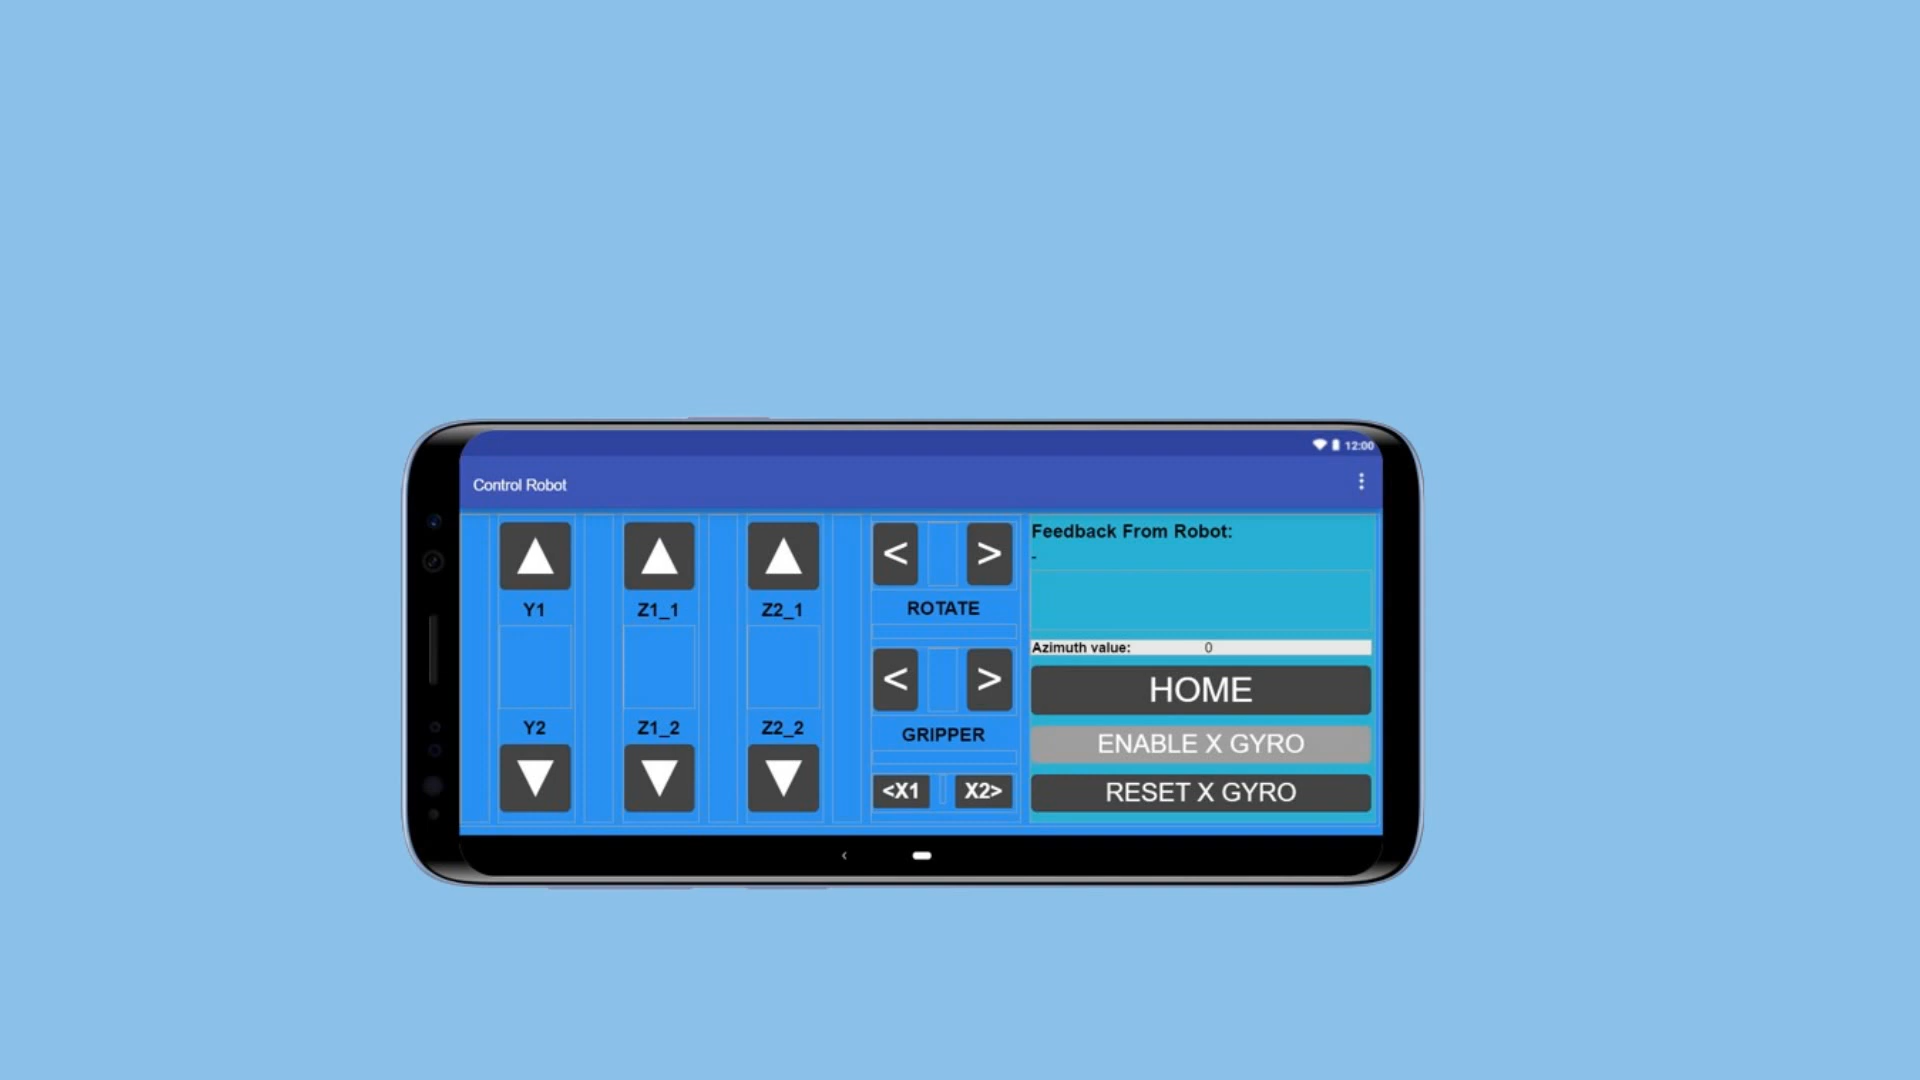 12:00
Control Robot
Y1
Z1_1
Z2_1
Y2
Z1_2
Z2_2
< >
ROTATE
< >
GRIPPER
<X1 X2>
Feedback From Robot:
-
Azimuth value: 0
HOME
ENABLE X GYRO
RESET X GYRO